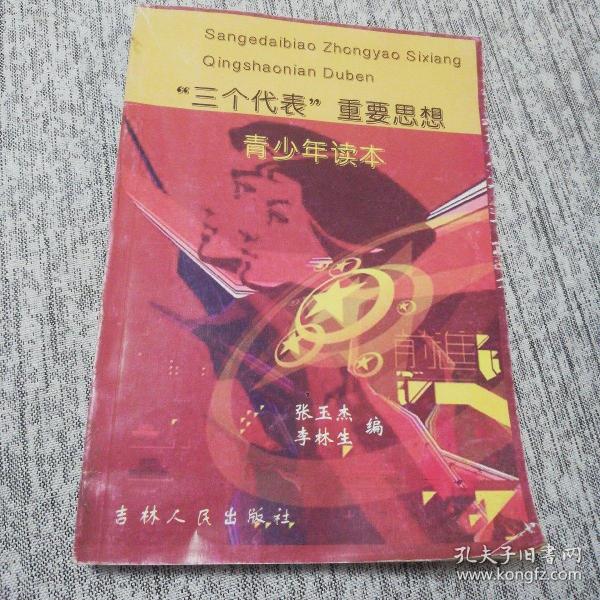 Sangedaibiao Zhongyao Sixiang
Qingshaonian Duben
“三个代表”重要思想
青少年读本
前进
张玉杰
李林生 编
吉林人民出版社
孔夫子旧书网
www.kongfz.com